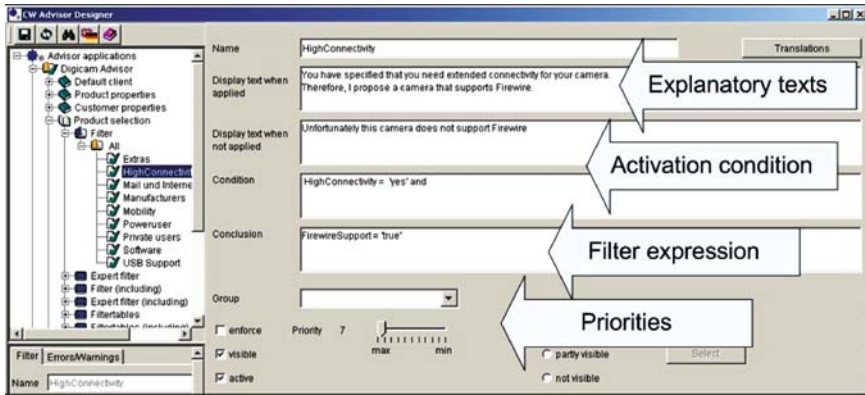 CW Advisor Designer
Advisor applications
Digicam Advisor
Default client
Product properties
Customer properties
Product selection
Filter
All
Extras
HighConnectivit
Mail und Interne
Manufacturers
Mobility
Poweruser
Private users
Software
USB Support
Expert filter
Filter (including)
Expert filter (including)
Filtertables
Filtertables (including)
Filter
Errors/Warnings
Name HighConnectivity
Name
HighConnectivity
Translations
Display text when
applied
You have specified that you need extended connectivity for your camera.
Therefore, I propose a camera that supports Firewire.
Explanatory texts
Display text when
not applied
Unfortunately this camera does not support Firewire
Activation condition
Condition
HighConnectivity = 'yes' and
Conclusion
FirewireSupport = "true"
Filter expression
Group
Priorities
enforce
Priority 7
max min
visible
partly visible
Select
active
not visible